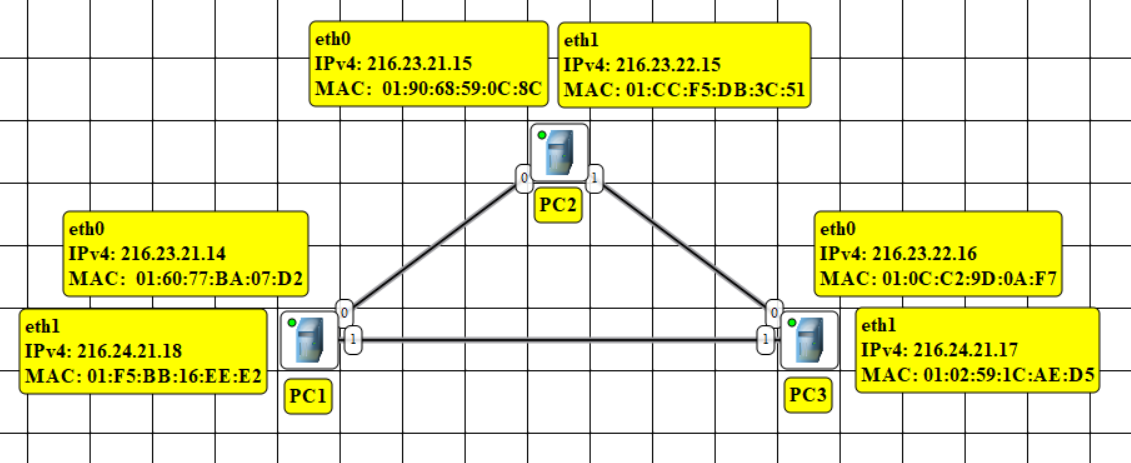 eth0
IPv4: 216.23.21.15
MAC: 01:90:68:59:0C:8C
eth1
IPv4: 216.23.22.15
MAC: 01:CC:F5:DB:3C:51
0
1
PC2
eth0
IPv4: 216.23.21.14
MAC: 01:60:77:BA:07:D2
eth0
IPv4: 216.23.22.16
MAC: 01:0C:C2:9D:0A:F7
eth1
IPv4: 216.24.21.18
MAC: 01:F5:BB:16:EE:E2
0
1
PC1
0
1
PC3
eth1
IPv4: 216.24.21.17
MAC: 01:02:59:1C:AE:D5